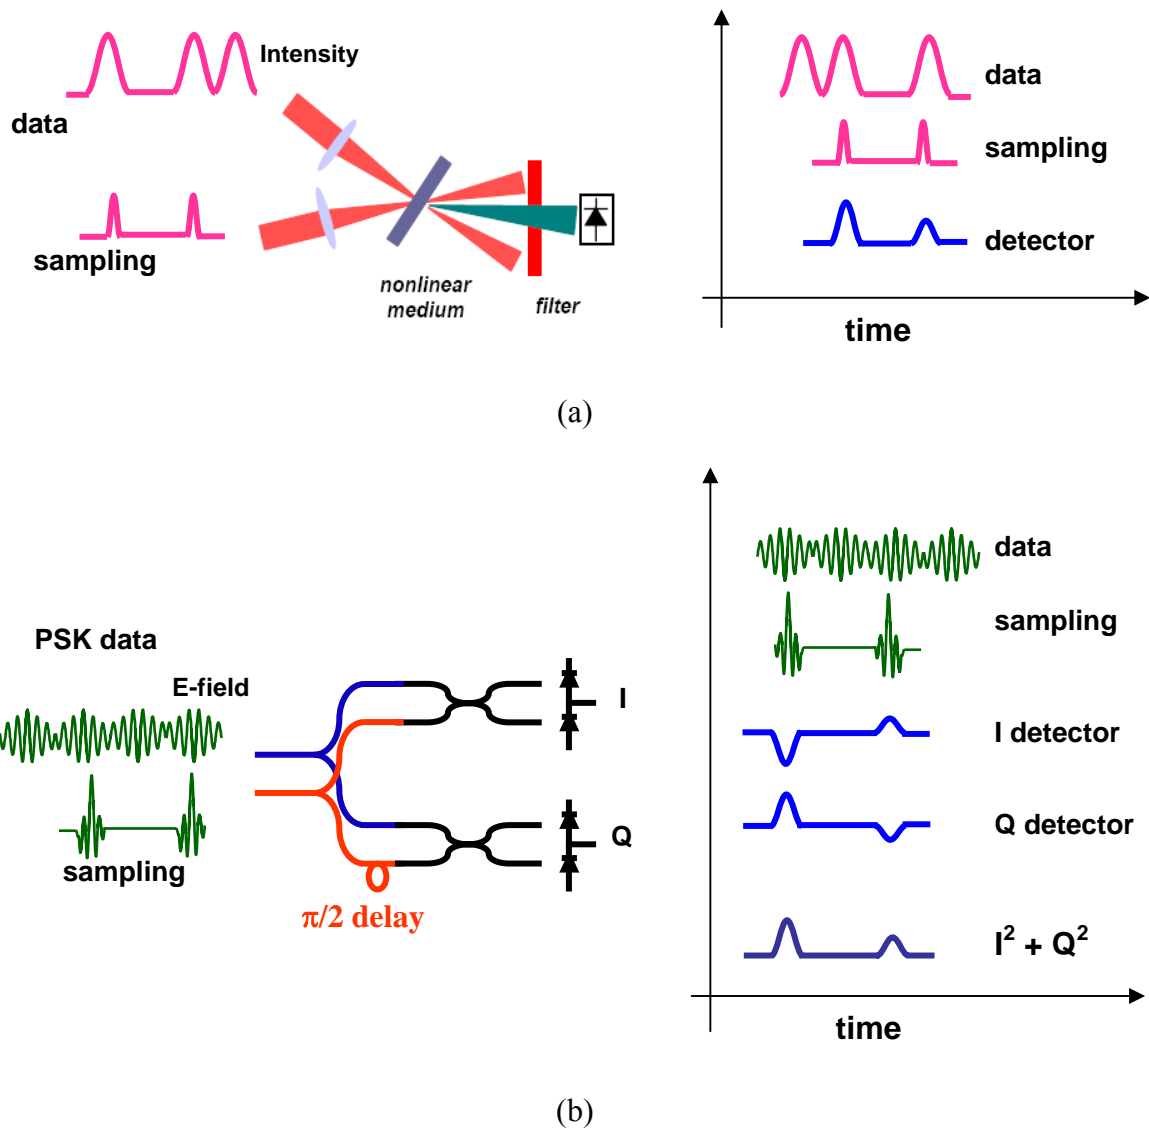 Intensity
data
sampling
nonlinear
medium
filter
data
sampling
detector
time
(a)
PSK data
E-field
sampling
π/2 delay
I
Q
data
sampling
I detector
Q detector
I² + Q²
time
(b)